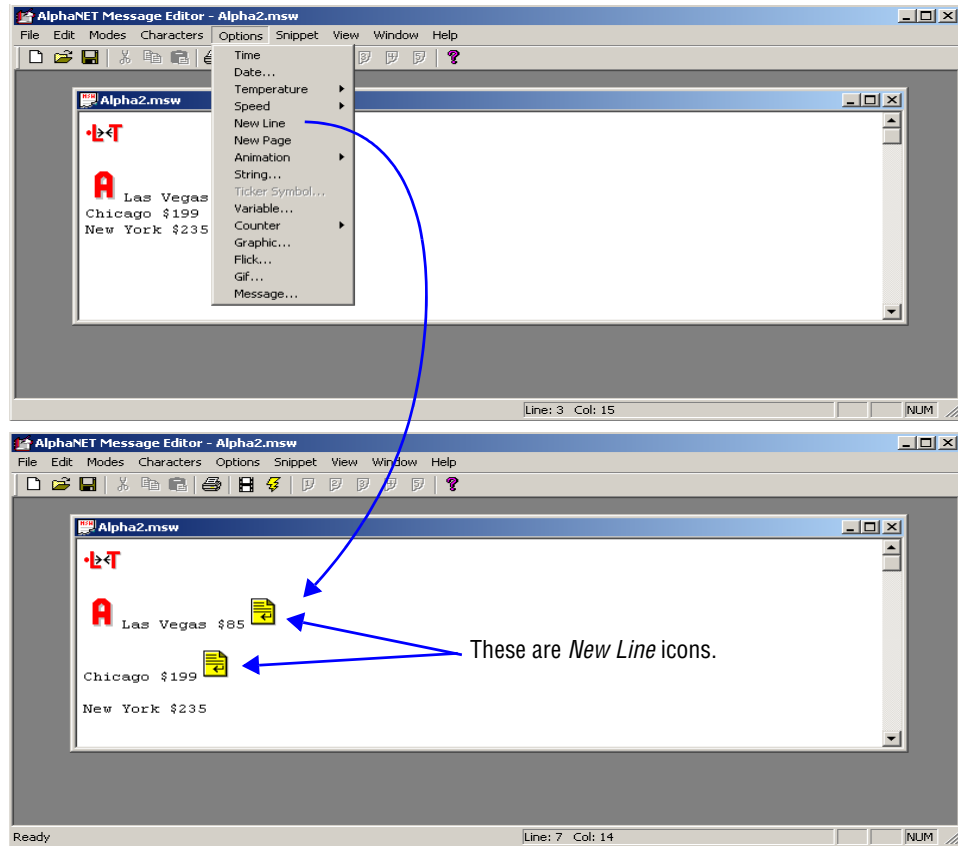 AlphaNET Message Editor - Alpha2.msw
File Edit Modes Characters Options Snippet View Window Help
Time
Date...
Temperature
Speed
New Line
New Page
Animation
String...
Ticker Symbol...
Variable...
Counter
Graphic...
Flick...
Gif...
Message...
Alpha2.msw
A Las Vegas
Chicago $199
New York $235
Line: 3 Col: 15
NUM
AlphaNET Message Editor - Alpha2.msw
File Edit Modes Characters Options Snippet View Window Help
Alpha2.msw
A Las Vegas $85
Chicago $199
New York $235
These are New Line icons.
Ready
Line: 7 Col: 14
NUM